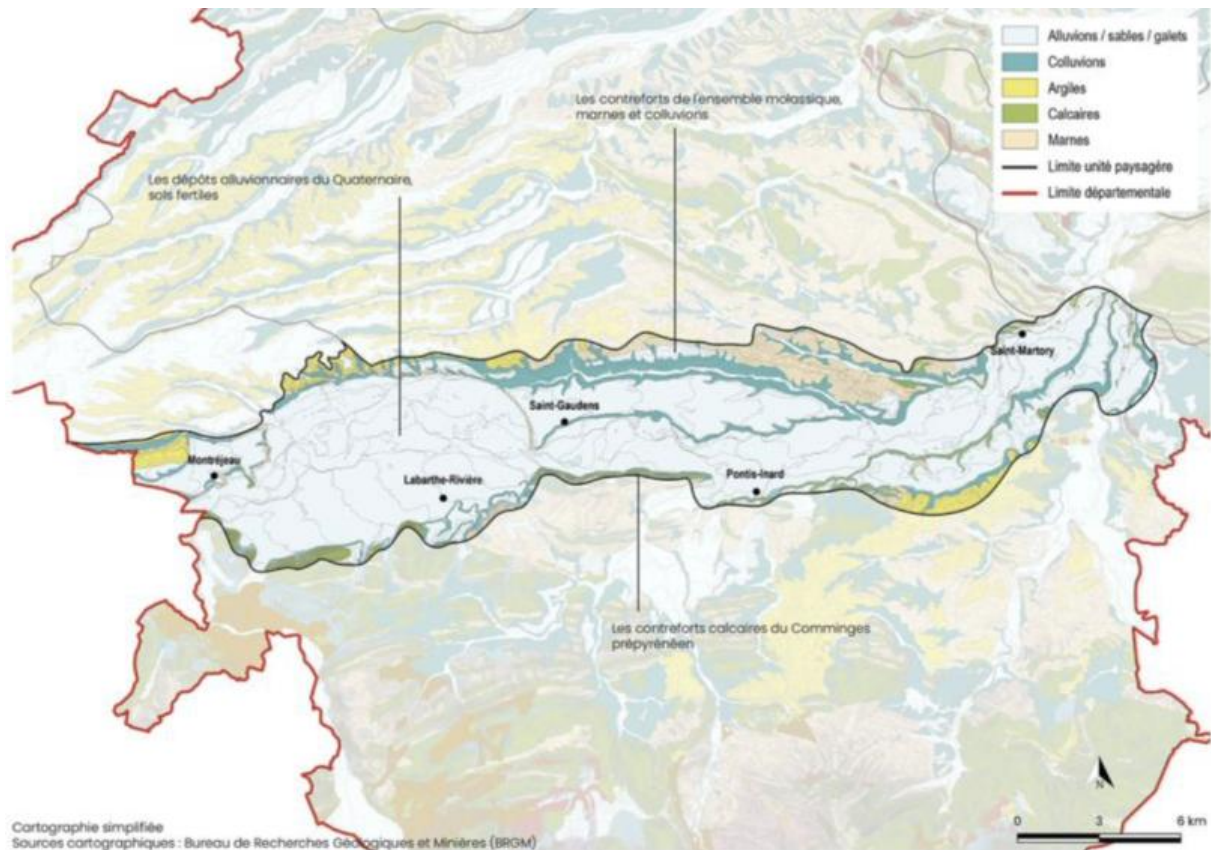 Alluvions / sables / galets
Colluvions
Argiles
Calcaires
Marnes
Limite unité paysagère
Limite départementale
Les contreforts de l'ensemble molassique,
marnes et colluvions
Les dépôts alluvionnaires du Quaternaire,
sols fertiles
Saint-Martory
Saint-Gaudens
Montréjeau
Labarthe-Rivière
Pontis-Inard
Les contreforts calcaires du Comminges
prépyrénéen
N
0 3 6 km
Cartographie simplifiée
Sources cartographiques : Bureau de Recherches Géologiques et Minières (BRGM)